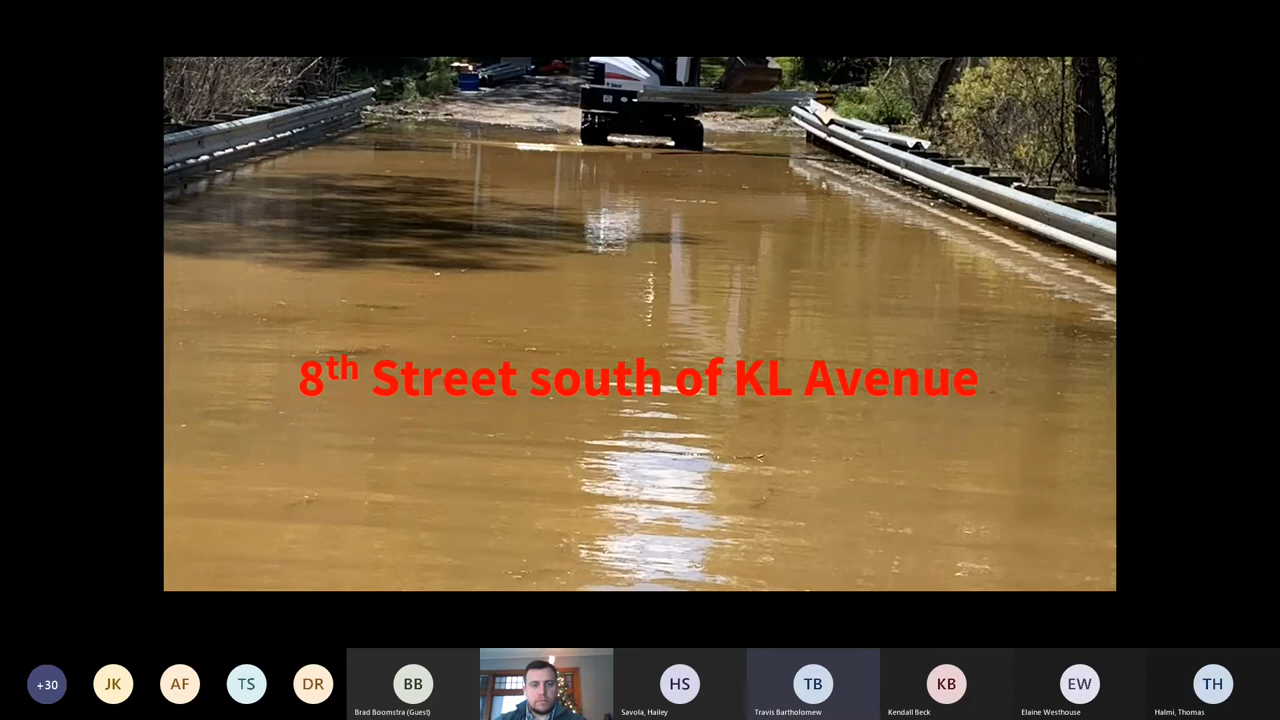 8th Street south of KL Avenue
+30
JK
AF
TS
DR
BB
HS
TB
KB
EW
TH
Brad Boomstra (Guest)
Savola, Hailey
Travis Bartholomew
Kendall Beck
Elaine Westhouse
Halmi, Thomas